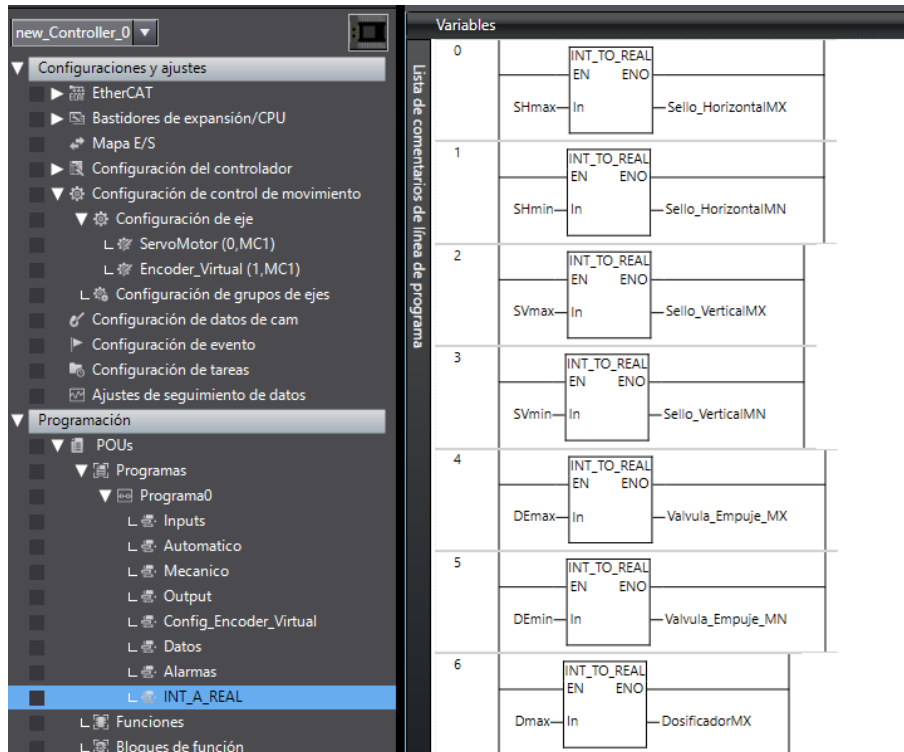 new_Controller_0
Configuraciones y ajustes
EtherCAT
Bastidores de expansión/CPU
Mapa E/S
Configuración del controlador
Configuración de control de movimiento
Configuración de eje
ServoMotor (0,MC1)
Encoder_Virtual (1,MC1)
Configuración de grupos de ejes
Configuración de datos de cam
Configuración de evento
Configuración de tareas
Ajustes de seguimiento de datos
Programación
POUs
Programas
Programa0
Inputs
Automatico
Mecanico
Output
Config_Encoder_Virtual
Datos
Alarmas
INT_A_REAL
Funciones
Bloques de función
Lista de comentarios de línea de programa
Variables
0
INT_TO_REAL
EN ENO
SHmax In Sello_HorizontalMX
1
INT_TO_REAL
EN ENO
SHmin In Sello_HorizontalMN
2
INT_TO_REAL
EN ENO
SVmax In Sello_VerticalMX
3
INT_TO_REAL
EN ENO
SVmin In Sello_VerticalMN
4
INT_TO_REAL
EN ENO
DEmax In Valvula_Empuje_MX
5
INT_TO_REAL
EN ENO
DEmin In Valvula_Empuje_MN
6
INT_TO_REAL
EN ENO
Dmax In DosificadorMX